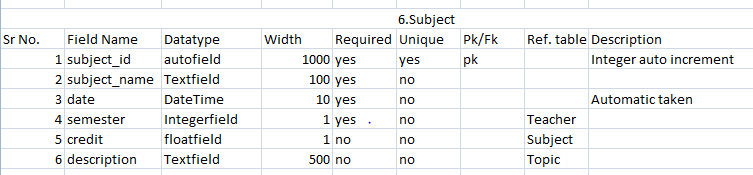 6.Subject
Sr No. Field Name Datatype Width Required Unique Pk/Fk Ref. table Description
1 subject_id autofield 1000 yes yes pk Integer auto increment
2 subject_name Textfield 100 yes no
3 date DateTime 10 yes no Automatic taken
4 semester Integerfield 1 yes no Teacher
5 credit floatfield 1 no no Subject
6 description Textfield 500 no no Topic